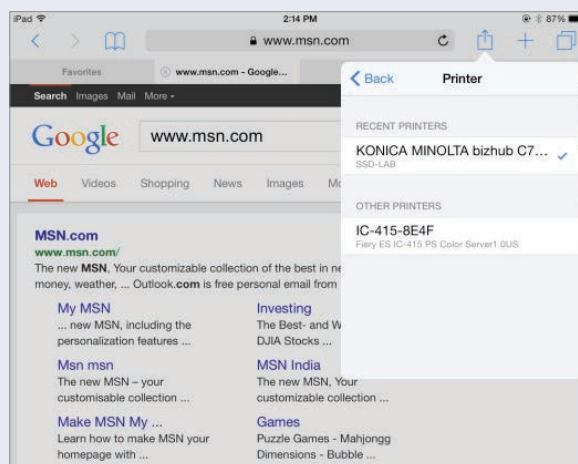 iPad
2:14 PM
87%
www.msn.com
Favorites
www.msn.com - Google...
Back
Printer
Search Images Mail More
RECENT PRINTERS
KONICA MINOLTA bizhub C7...
SSD-LAB
OTHER PRINTERS
IC-415-8E4F
Fiery ES IC-415 PS Color Server1.0US
Google
www.msn.com
Web Videos Shopping News Images
MSN.com
www.msn.com/
The new MSN, Your customizable collection of the best in
money, weather, ... Outlook.com is free personal email from
My MSN
... new MSN, including the
personalization features ...
Investing
The Best- and
DJIA Stocks ...
Msn msn
The new MSN – your
customisable collection ...
MSN India
The new MSN, Your
customizable collection ...
Make MSN My ...
Learn how to make MSN your
homepage with ...
Games
Puzzle Games - Mahjongg
Dimensions - Bubble ...